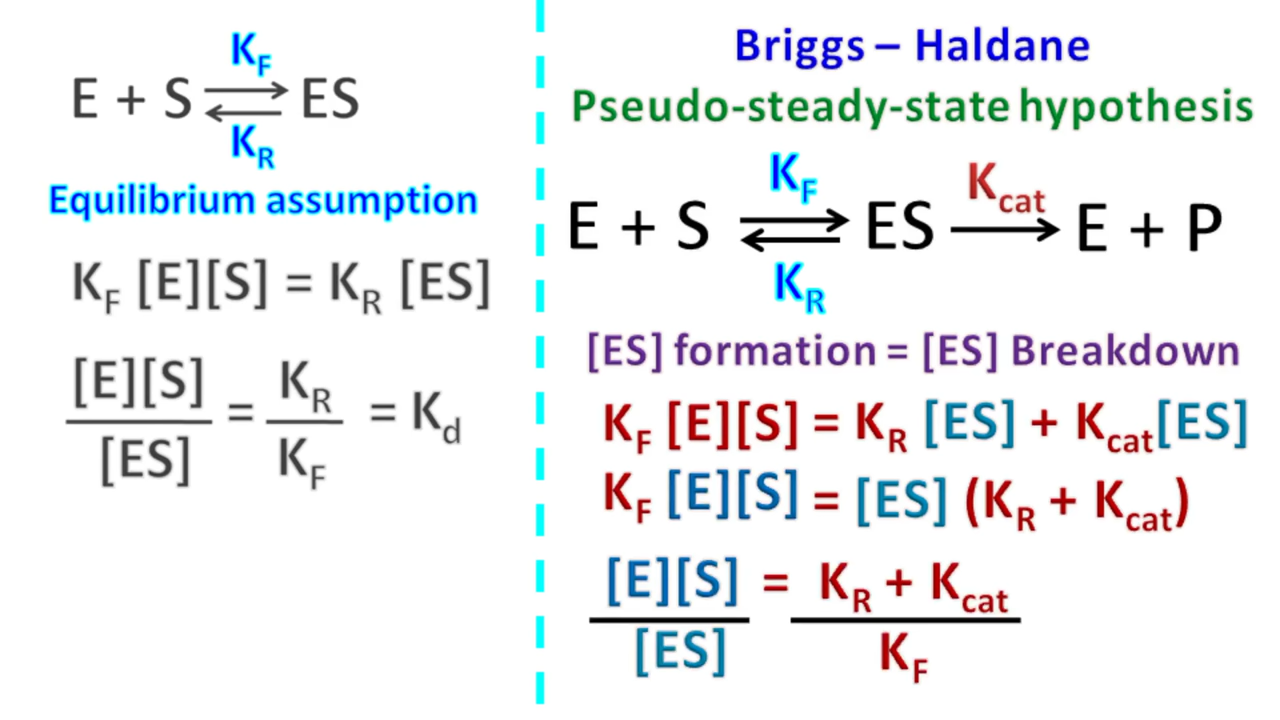 K_F
E + S ⇌ ES
K_R
Equilibrium assumption
K_F [E][S] = K_R [ES]
[E][S] / [ES] = K_R / K_F = K_d
Briggs – Haldane
Pseudo-steady-state hypothesis
K_F K_cat
E + S ⇌ ES → E + P
K_R
[ES] formation = [ES] Breakdown
K_F [E][S] = K_R [ES] + K_cat[ES]
K_F [E][S] = [ES] (K_R + K_cat)
[E][S] / [ES] = K_R + K_cat / K_F